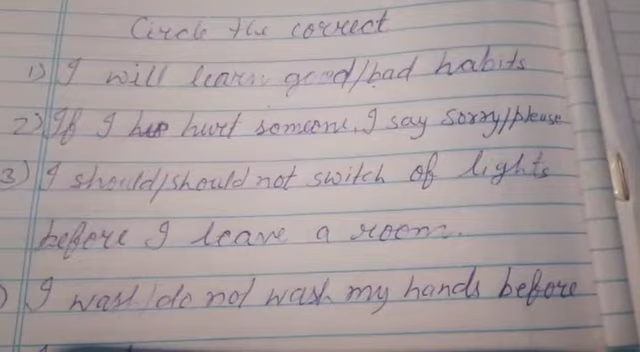 Circle the correct
1) I will learn good/bad habits
2) If I hurt someone, I say sorry/please
3) I should/should not switch of lights
before I leave a room.
) I wash/do not wash my hands before